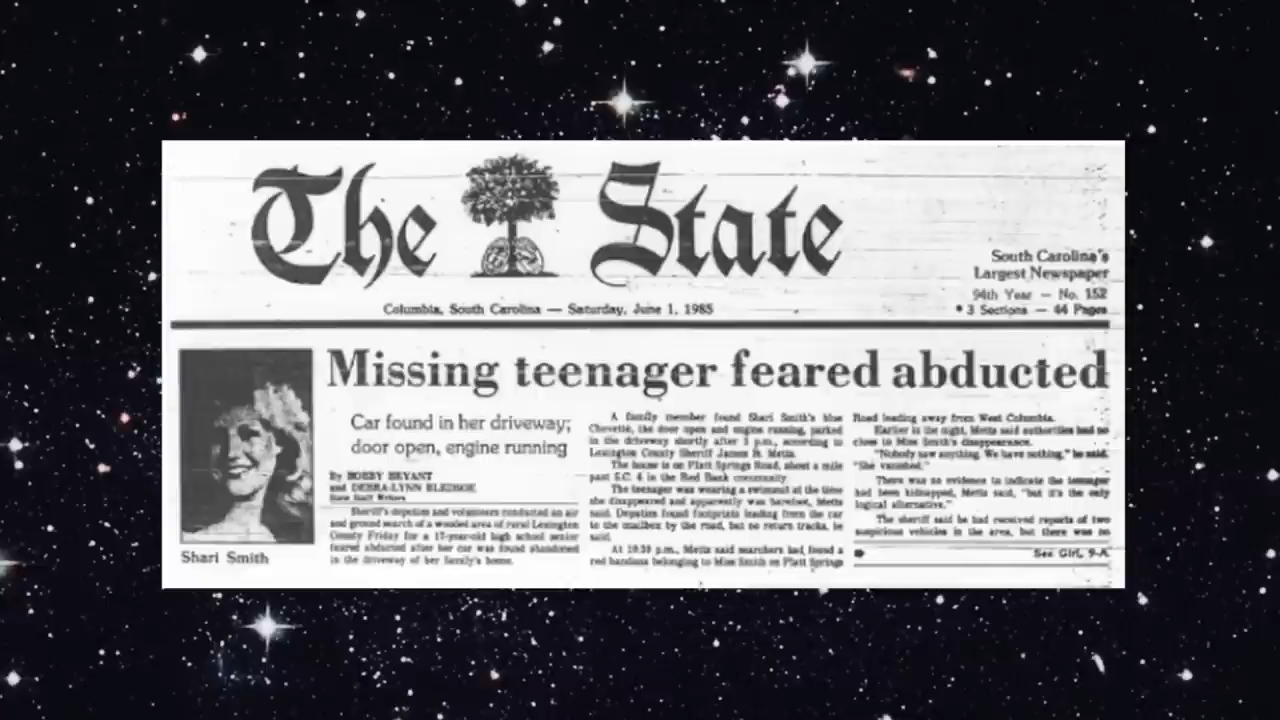 The State
South Carolina's
Largest Newspaper
94th Year — No. 152
3 Sections — 44 Pages
Columbia, South Carolina — Saturday, June 1, 1985
Missing teenager feared abducted
Shari Smith
Car found in her driveway;
door open, engine running
By BOBBY BRYANT
and DEBRA-LYNN BLEDSOE
State Staff Writers
Sheriff's deputies and volunteers conducted an air
and ground search of a wooded area of rural Lexington
County Friday for a 17-year-old high school senior
feared abducted after her car was found abandoned
in the driveway of her family's home.
A family member found Shari Smith's blue
Chevette, the door open and engine running, parked
in the driveway shortly after 3 p.m., according to
Lexington County Sheriff James R. Metts.
The house is on Platt Springs Road, about a mile
past S.C. 6 in the Red Bank community.
The teenager was wearing a swimsuit at the time
she disappeared and apparently was barefoot, Metts
said. Deputies found footprints leading from the car
to the mailbox by the road, but no return tracks, he
said.
At 10:30 p.m., Metts said searchers had found a
red bandana belonging to Miss Smith on Platt Springs
Road leading away from West Columbia.
Earlier in the night, Metts said authorities had no
clues to Miss Smith's disappearance.
"Nobody saw anything. We have nothing," he said.
"She vanished."
There was no evidence to indicate the teenager
had been kidnapped, Metts said, "but it's the only
logical alternative."
The sheriff said he had received reports of two
suspicious vehicles in the area, but there was no
See Girl, 9-A